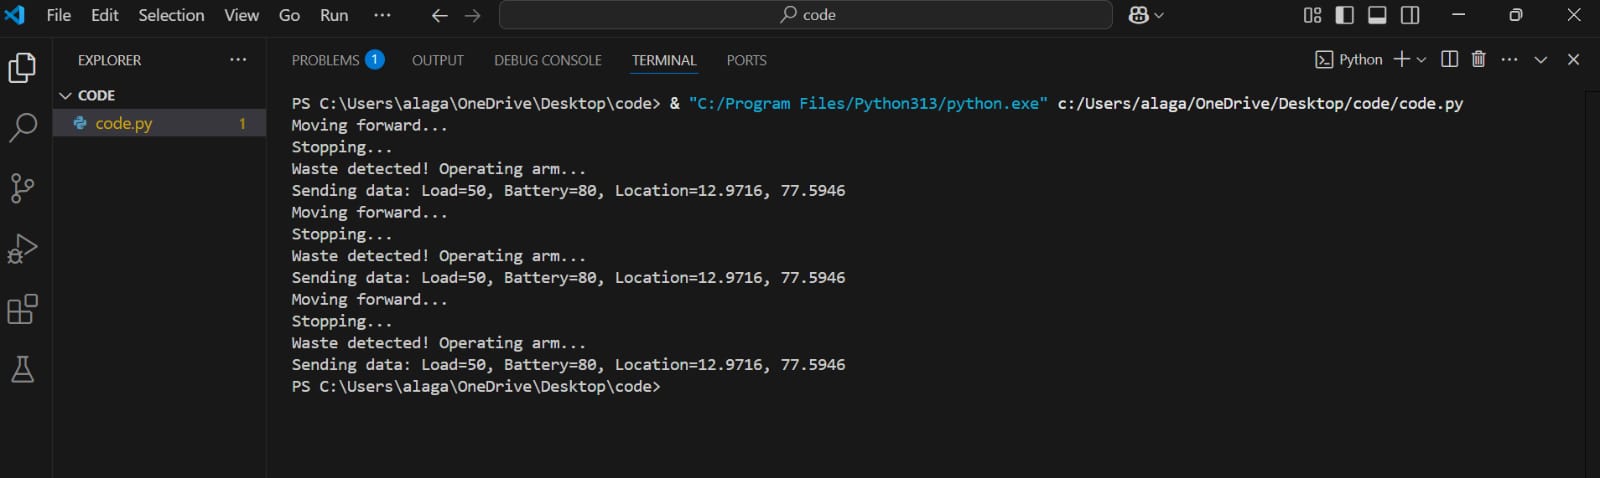 File Edit Selection View Go Run ··· code
EXPLORER ···
CODE
code.py 1
PROBLEMS 1 OUTPUT DEBUG CONSOLE TERMINAL PORTS Python ···
PS C:\Users\alaga\OneDrive\Desktop\code> & "C:/Program Files/Python313/python.exe" c:/Users/alaga/OneDrive/Desktop/code/code.py
Moving forward...
Stopping...
Waste detected! Operating arm...
Sending data: Load=50, Battery=80, Location=12.9716, 77.5946
Moving forward...
Stopping...
Waste detected! Operating arm...
Sending data: Load=50, Battery=80, Location=12.9716, 77.5946
Moving forward...
Stopping...
Waste detected! Operating arm...
Sending data: Load=50, Battery=80, Location=12.9716, 77.5946
PS C:\Users\alaga\OneDrive\Desktop\code>